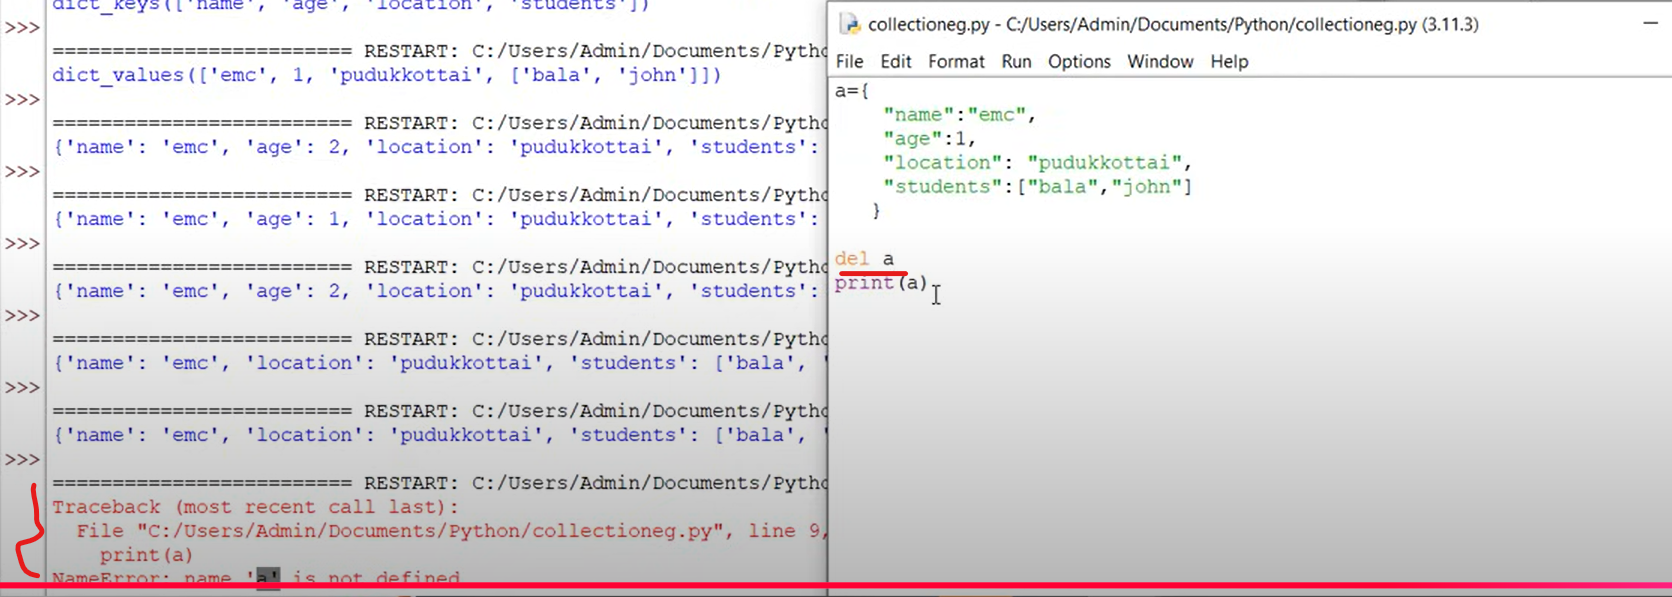 dict_keys(['name', 'age', 'location', 'students'])
>>>
========================= RESTART: C:/Users/Admin/Documents/Pytho
dict_values(['emc', 1, 'pudukkottai', ['bala', 'john']])
>>>
========================= RESTART: C:/Users/Admin/Documents/Pytho
{'name': 'emc', 'age': 2, 'location': 'pudukkottai', 'students':
>>>
========================= RESTART: C:/Users/Admin/Documents/Pytho
{'name': 'emc', 'age': 1, 'location': 'pudukkottai', 'students':
>>>
========================= RESTART: C:/Users/Admin/Documents/Pytho
{'name': 'emc', 'age': 2, 'location': 'pudukkottai', 'students':
>>>
========================= RESTART: C:/Users/Admin/Documents/Pytho
{'name': 'emc', 'location': 'pudukkottai', 'students': ['bala', '
>>>
========================= RESTART: C:/Users/Admin/Documents/Pytho
{'name': 'emc', 'location': 'pudukkottai', 'students': ['bala', '
>>>
========================= RESTART: C:/Users/Admin/Documents/Pytho
Traceback (most recent call last):
File "C:/Users/Admin/Documents/Python/collectioneg.py", line 9,
print(a)
NameError: name 'a' is not defined
collectioneg.py - C:/Users/Admin/Documents/Python/collectioneg.py (3.11.3)
File Edit Format Run Options Window Help
a={
"name":"emc",
"age":1,
"location": "pudukkottai",
"students":["bala","john"]
}
del a
print(a)